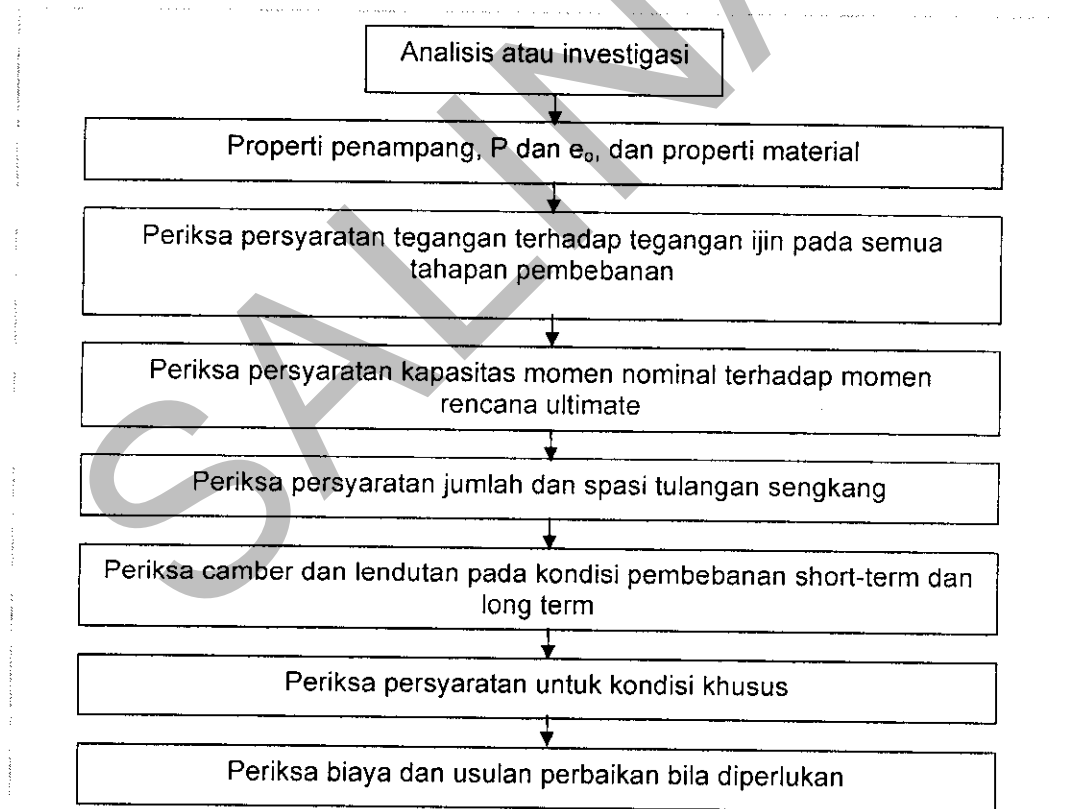 Analisis atau investigasi
Properti penampang, P dan eₒ, dan properti material
Periksa persyaratan tegangan terhadap tegangan ijin pada semua
tahapan pembebanan
Periksa persyaratan kapasitas momen nominal terhadap momen
rencana ultimate
Periksa persyaratan jumlah dan spasi tulangan sengkang
Periksa camber dan lendutan pada kondisi pembebanan short-term dan
long term
Periksa persyaratan untuk kondisi khusus
Periksa biaya dan usulan perbaikan bila diperlukan
SALINA